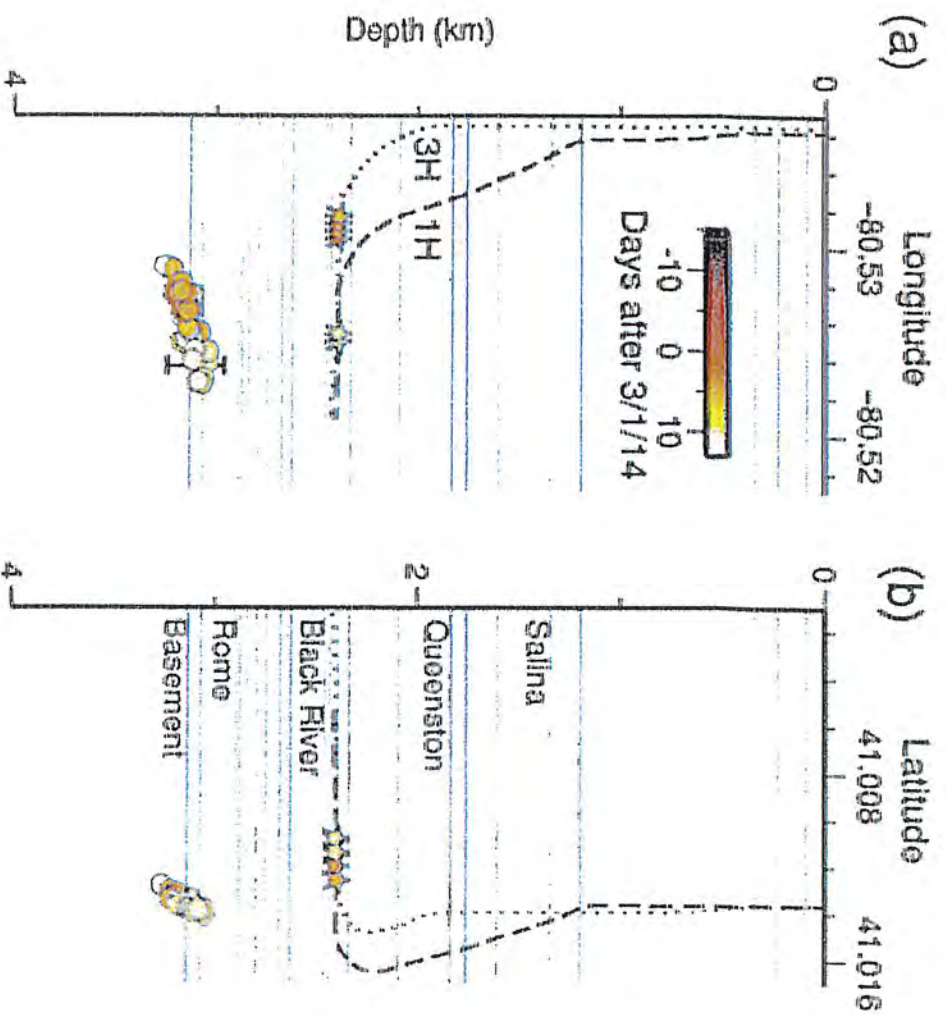 (a)
Longitude
-80.53
-80.52
0
4
Depth (km)
3H
1H
-10
0
10
Days after 3/1/14
(b)
Latitude
41.008
41.016
0
2
4
Salina
Queenston
Black River
Rome
Basement